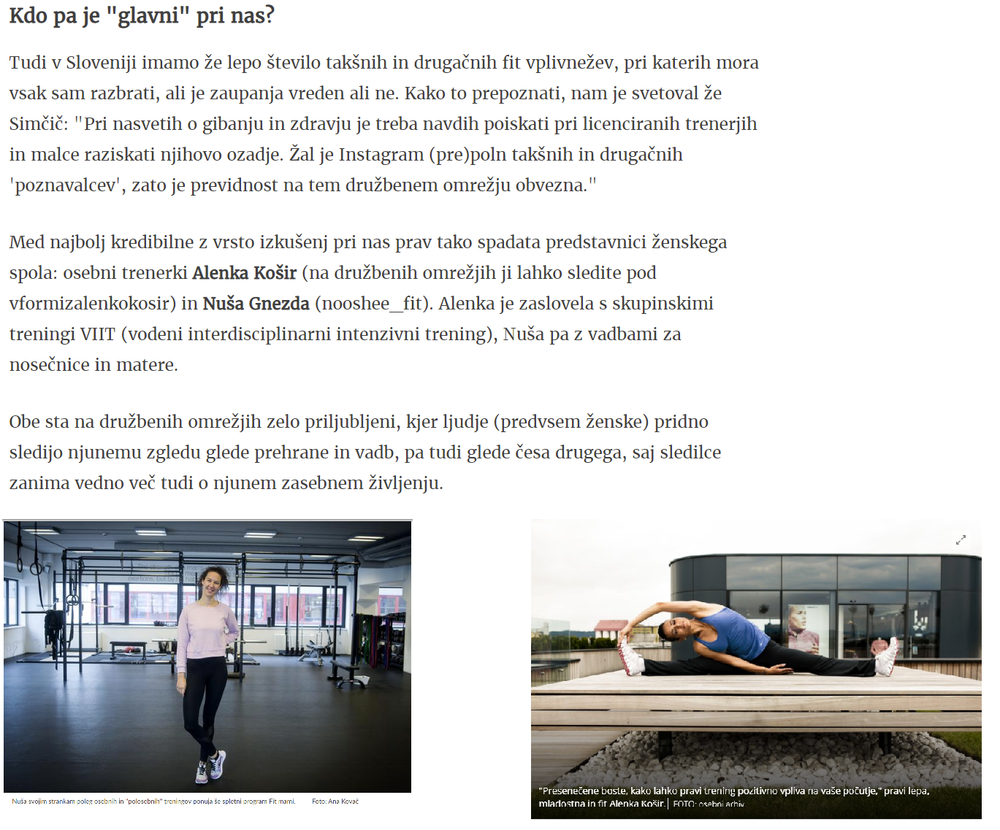 Kdo pa je "glavni" pri nas?
Tudi v Sloveniji imamo že lepo število takšnih in drugačnih fit vplivnežev, pri katerih mora
vsak sam razbrati, ali je zaupanja vreden ali ne. Kako to prepoznati, nam je svetoval že
Simčič: "Pri nasvetih o gibanju in zdravju je treba navdih poiskati pri licenciranih trenerjih
in malce raziskati njihovo ozadje. Žal je Instagram (pre)poln takšnih in drugačnih
'poznavalcev', zato je previdnost na tem družbenem omrežju obvezna."
Med najbolj kredibilne z vrsto izkušenj pri nas prav tako spadata predstavnici ženskega
spola: osebni trenerki Alenka Košir (na družbenih omrežjih ji lahko sledite pod
vformizalenkokosir) in Nuša Gnezda (nooshee_fit). Alenka je zaslovela s skupinskimi
treningi VIIT (vodeni interdisciplinarni intenzivni trening), Nuša pa z vadbami za
nosečnice in matere.
Obe sta na družbenih omrežjih zelo priljubljeni, kjer ljudje (predvsem ženske) pridno
sledijo njunemu zgledu glede prehrane in vadb, pa tudi glede česa drugega, saj sledilce
zanima vedno več tudi o njunem zasebnem življenju.
Nuša svojim strankam poleg osebnih in "polosebnih" treningov ponuja še spletni program Fit mami. Foto: Ana Kovač
"Presenečene boste, kako lahko pravi trening pozitivno vpliva na vaše počutje," pravi lepa,
mladostna in fit Alenka Košir. FOTO: osebni arhiv